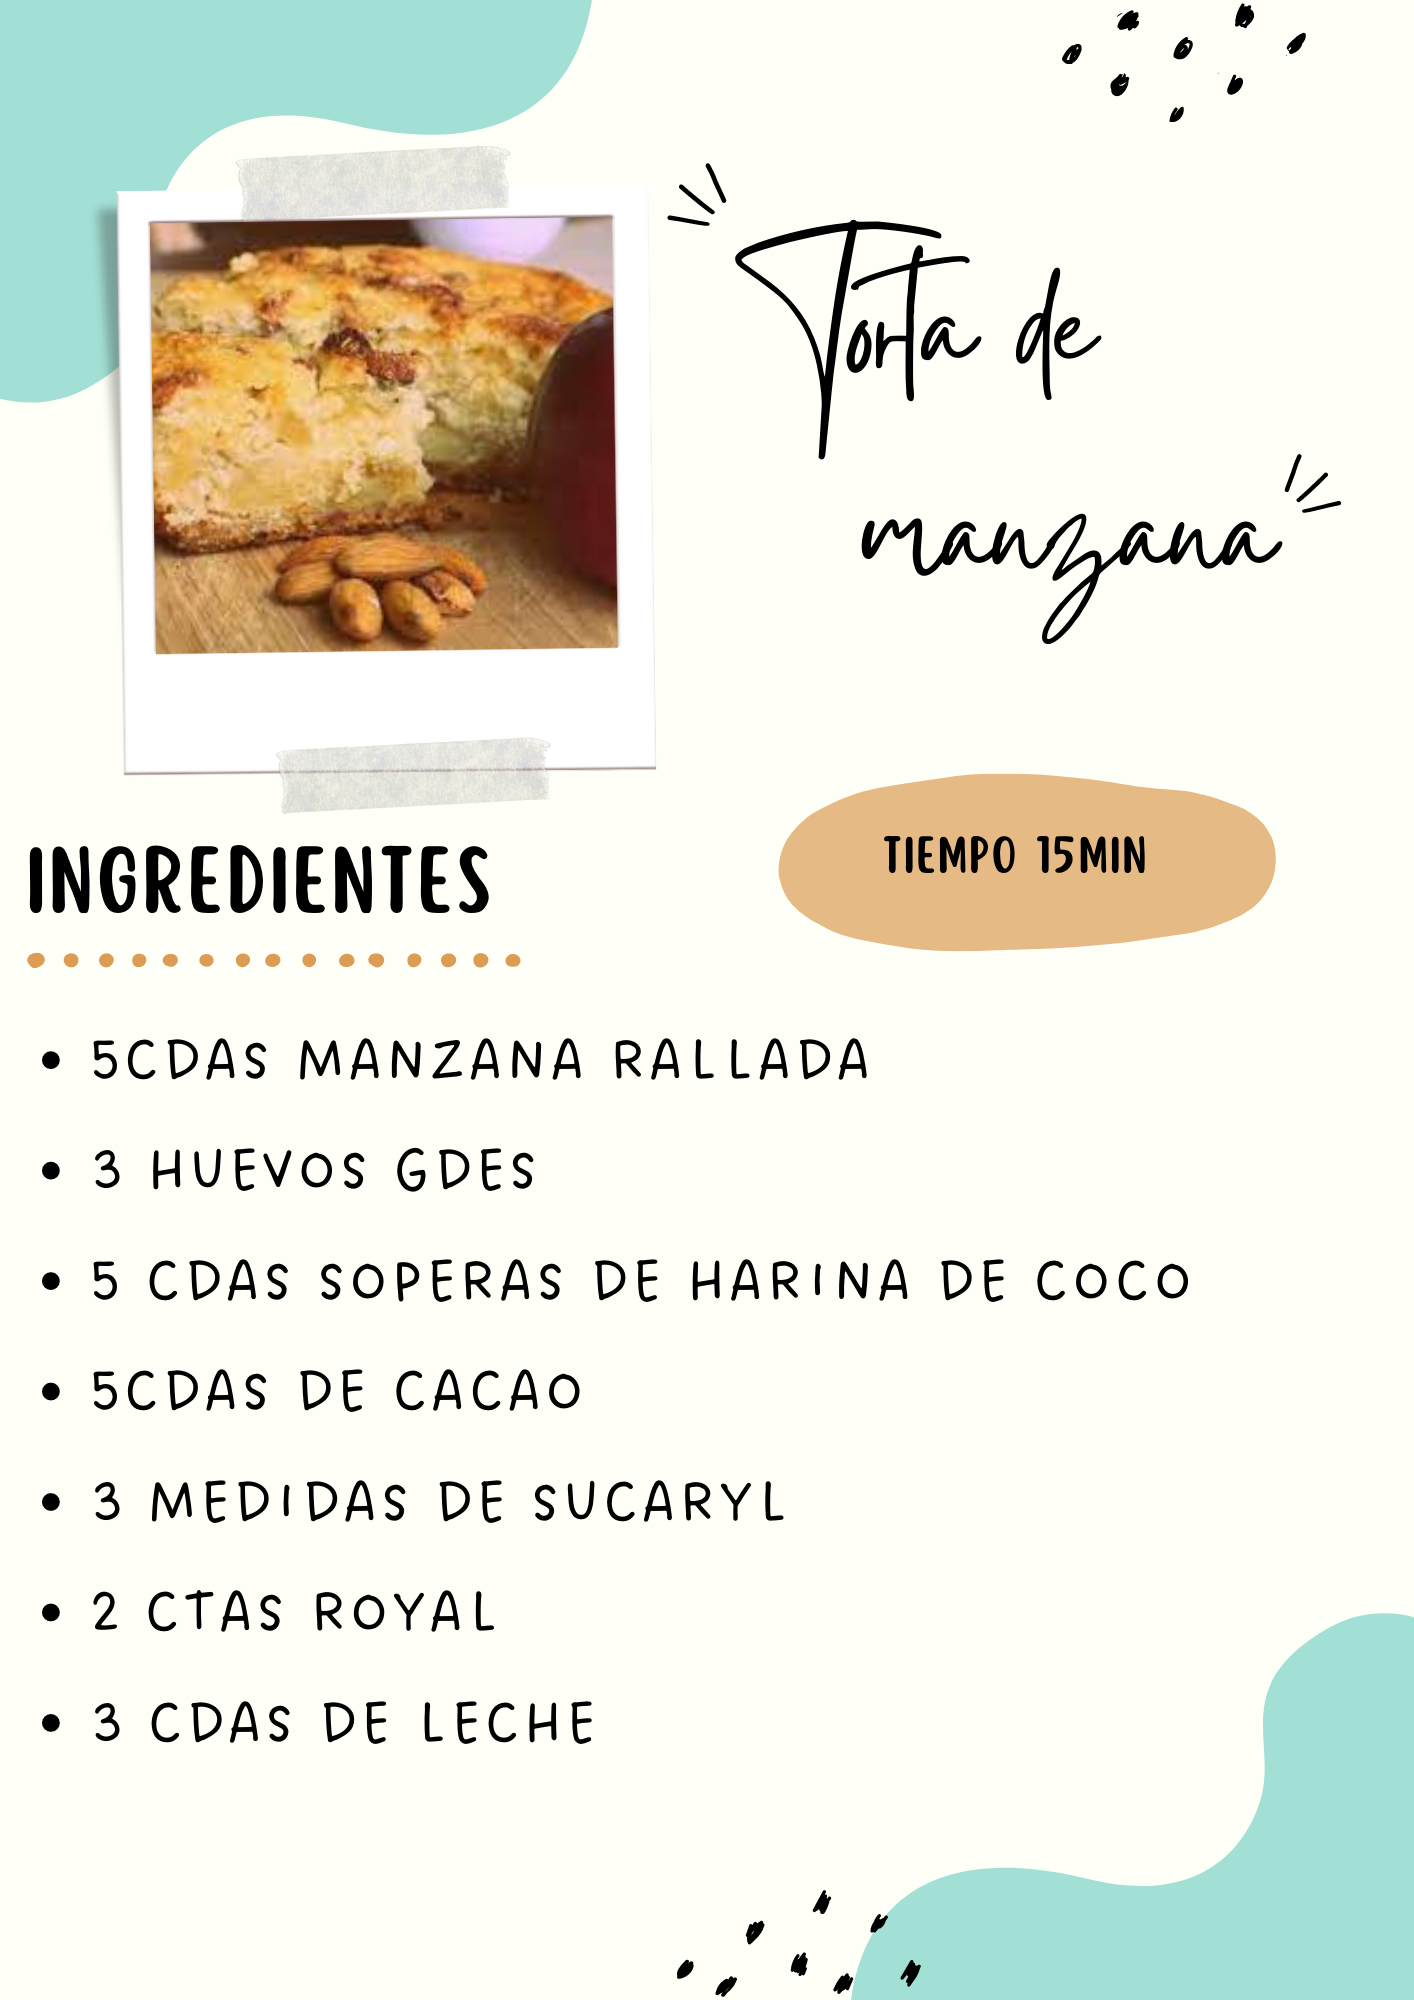 Torta de
manzana
TIEMPO 15MIN
INGREDIENTES
5CDAS MANZANA RALLADA
3 HUEVOS GDES
5 CDAS SOPERAS DE HARINA DE COCO
5CDAS DE CACAO
3 MEDIDAS DE SUCARYL
2 CTAS ROYAL
3 CDAS DE LECHE